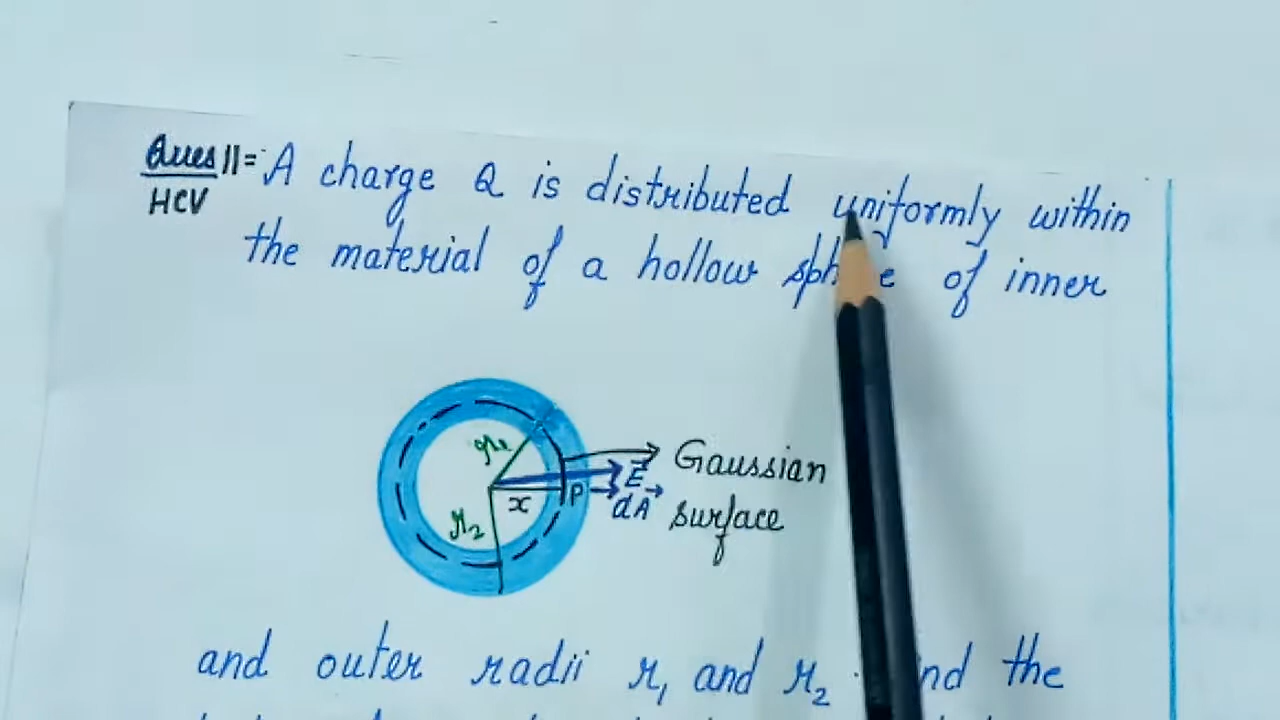 Ques 11 = A charge Q is distributed uniformly within
HCV
the material of a hollow of inner
r₁
x
r₂
P
E⃗
dA⃗
Gaussian
surface
and outer radii r₁ and r₂ the